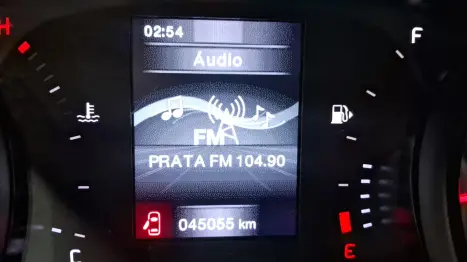 02:54
H
F
Áudio
FM
PRATA FM 104.90
045055 km
C
E